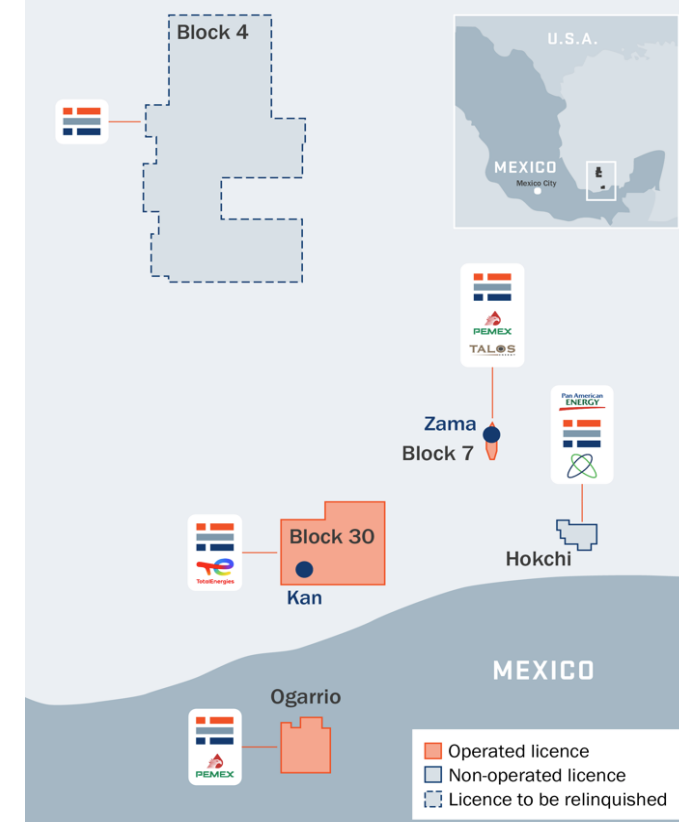 Block 4
U.S.A.
MEXICO
Mexico City
PEMEX
TALOS
Pan American
ENERGY
Zama
Block 7
Block 30
Hokchi
TotalEnergies
Kan
MEXICO
Ogarrio
PEMEX
Operated licence
Non-operated licence
Licence to be relinquished